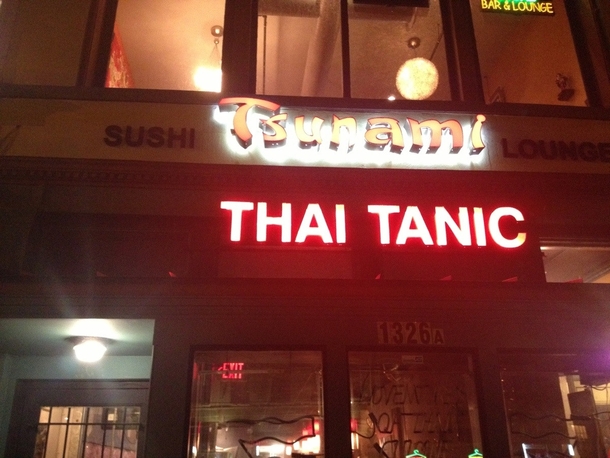 BAR & LOUNGE
SUSHI Tsunami LOUNGE
THAI TANIC
1326A
EXIT